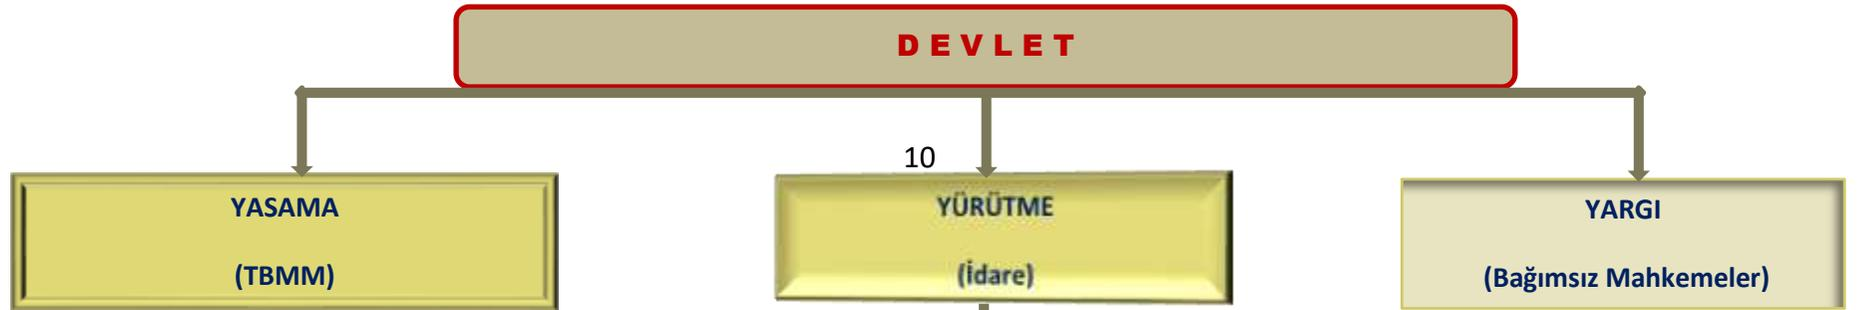 D E V L E T
10
YASAMA
(TBMM)
YÜRÜTME
(İdare)
YARGI
(Bağımsız Mahkemeler)